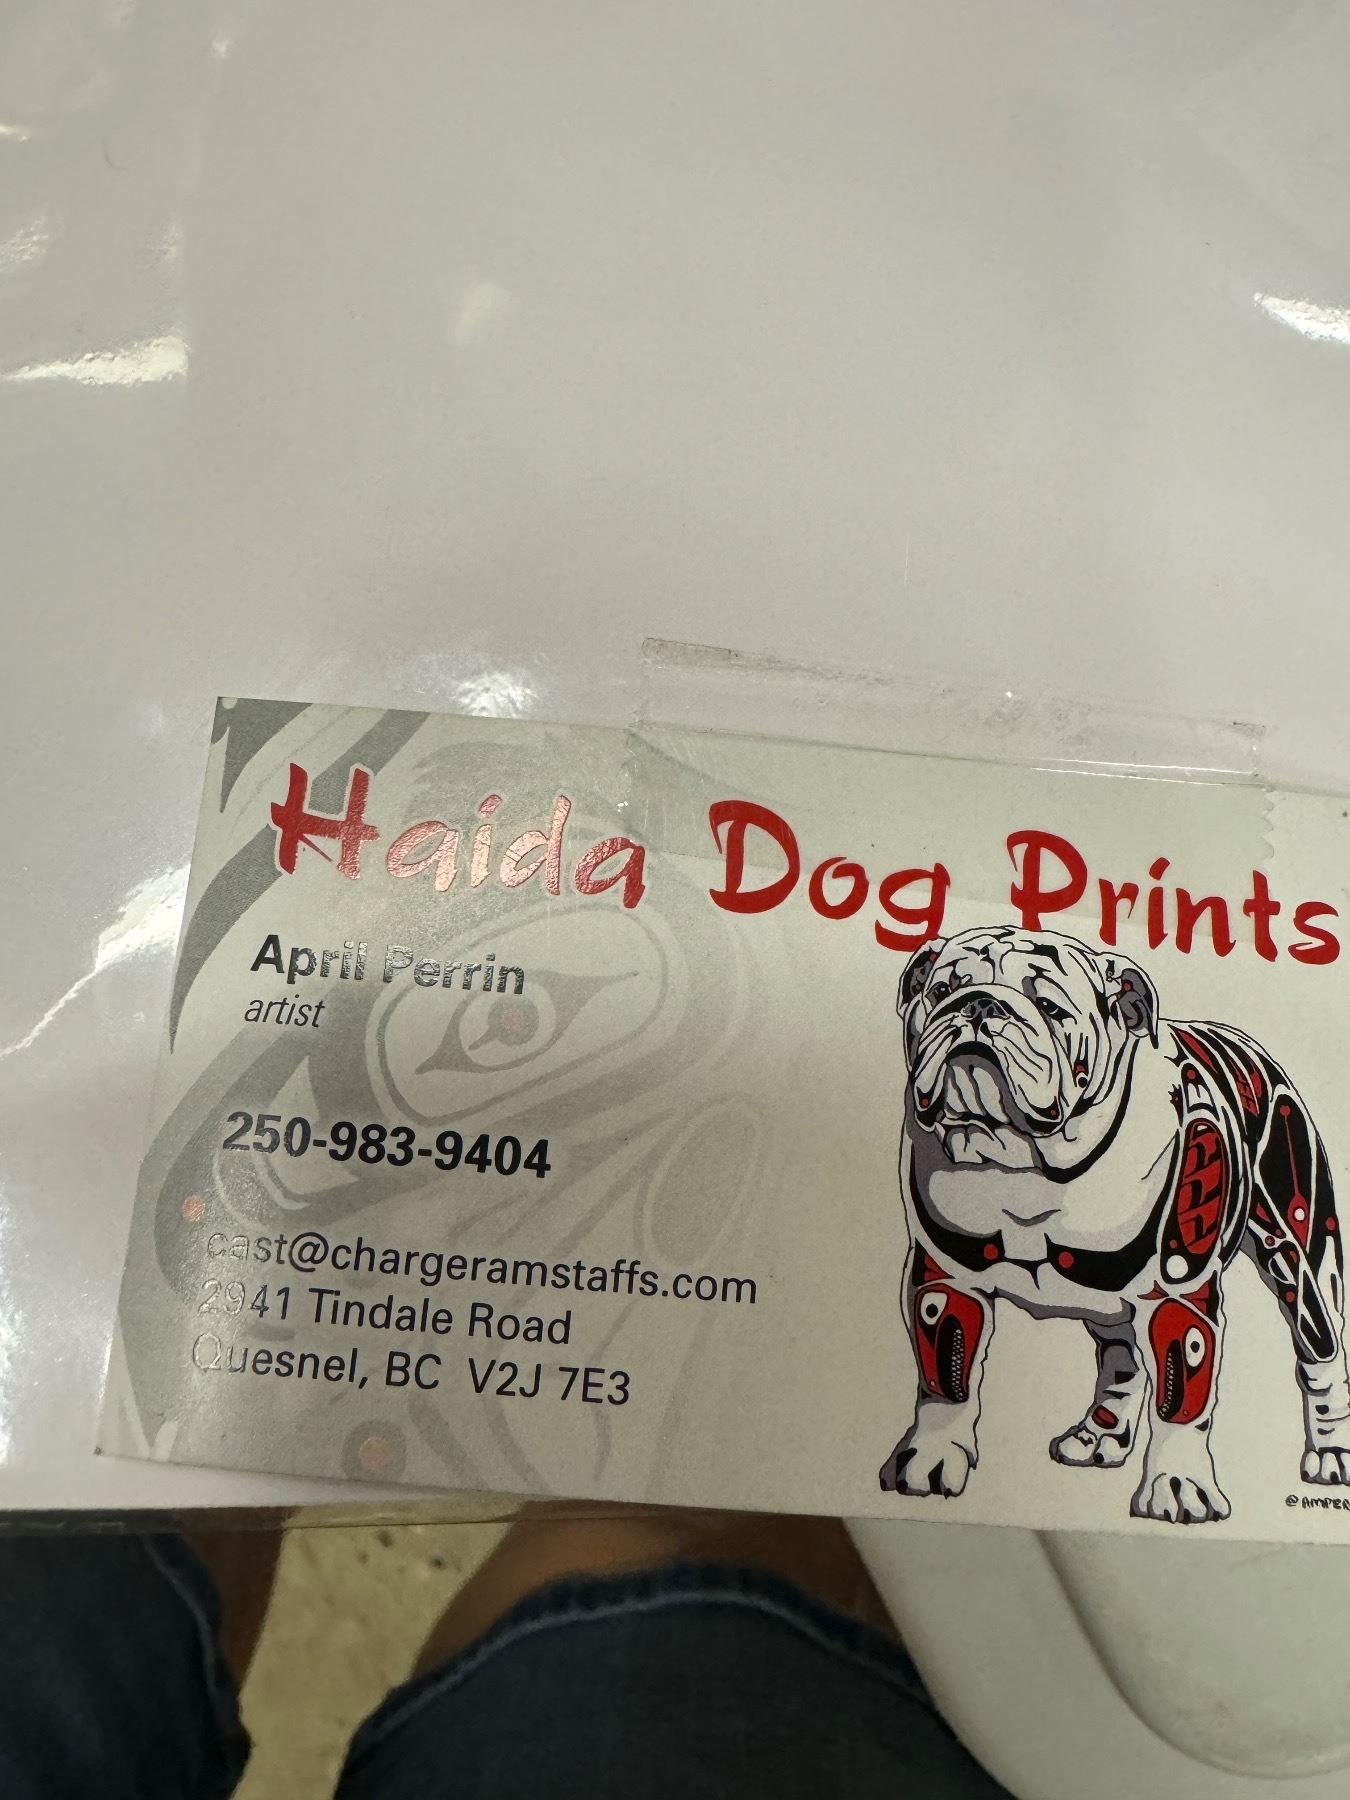 Haida Dog Prints
April Perrin
artist
250-983-9404
cast@chargeramstaffs.com
2941 Tindale Road
Quesnel, BC V2J 7E3